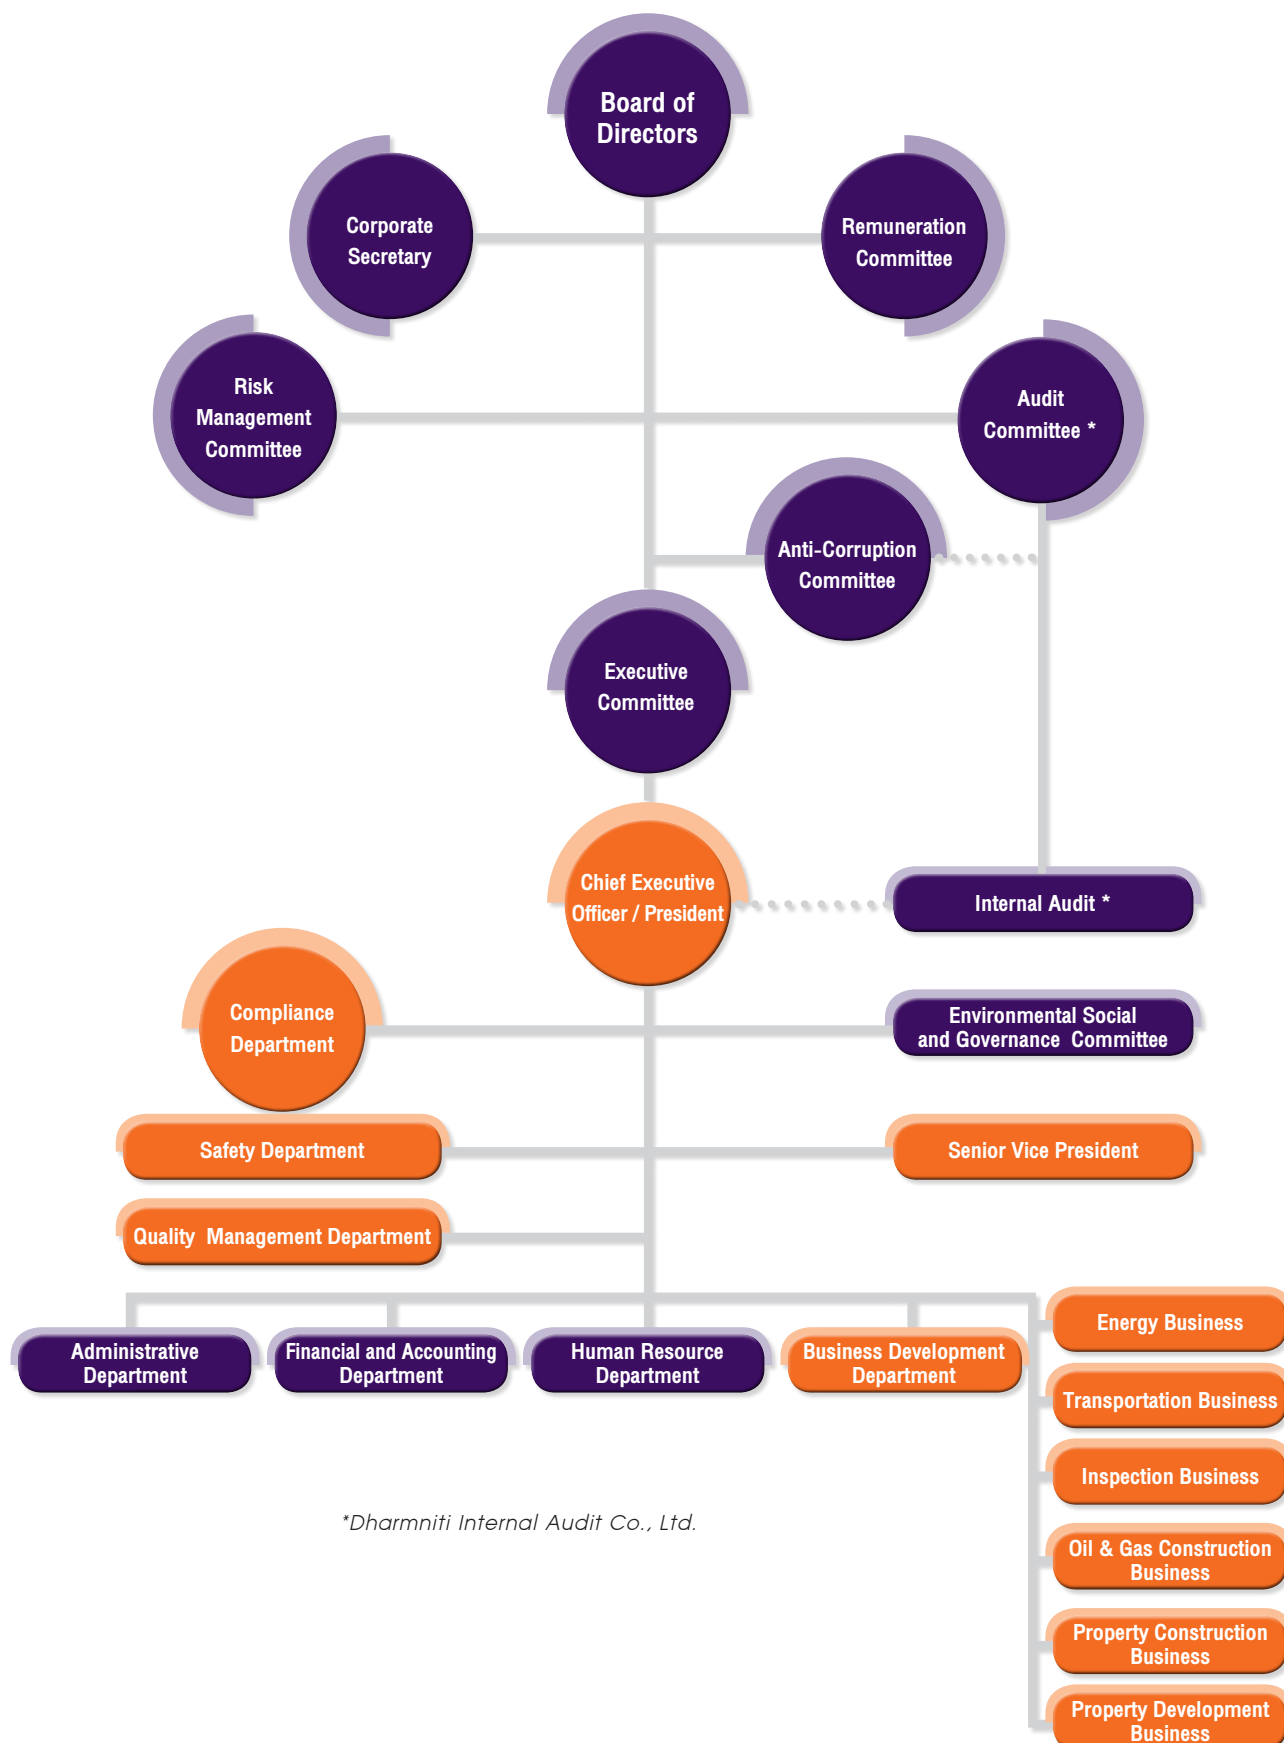 Board of
Directors
Corporate
Secretary
Remuneration
Committee
Risk
Management
Committee
Audit
Committee *
Anti-Corruption
Committee
Executive
Committee
Chief Executive
Officer / President
Internal Audit *
Compliance
Department
Environmental Social
and Governance  Committee
Safety Department
Senior Vice President
Quality  Management Department
Administrative
Department
Financial and Accounting
Department
Human Resource
Department
Business Development
Department
Energy Business
Transportation Business
Inspection Business
Oil & Gas Construction
Business
Property Construction
Business
Property Development
Business
*Dharmniti Internal Audit Co., Ltd.